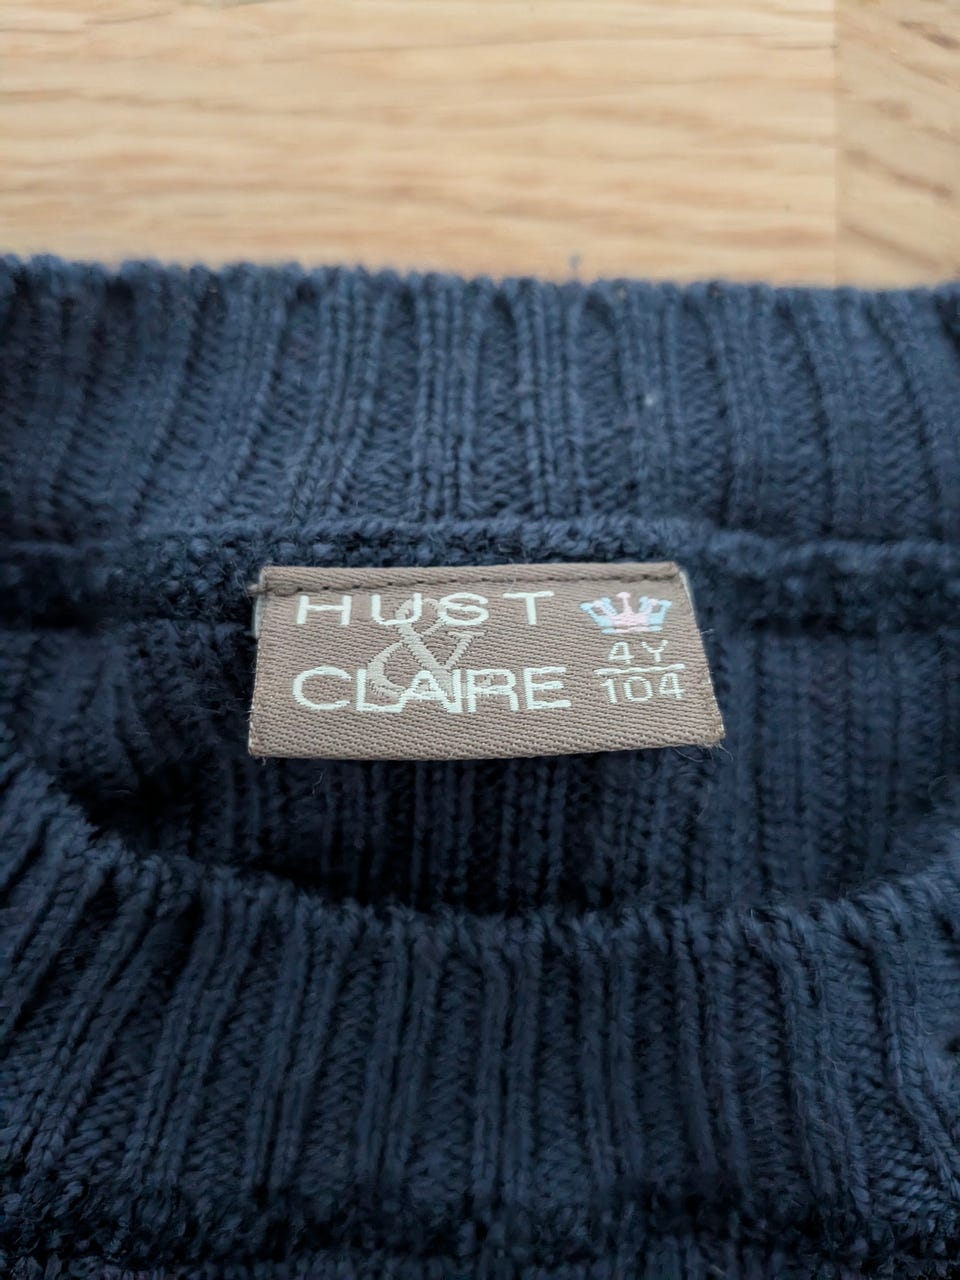 HUST
&
CLAIRE
4Y
104